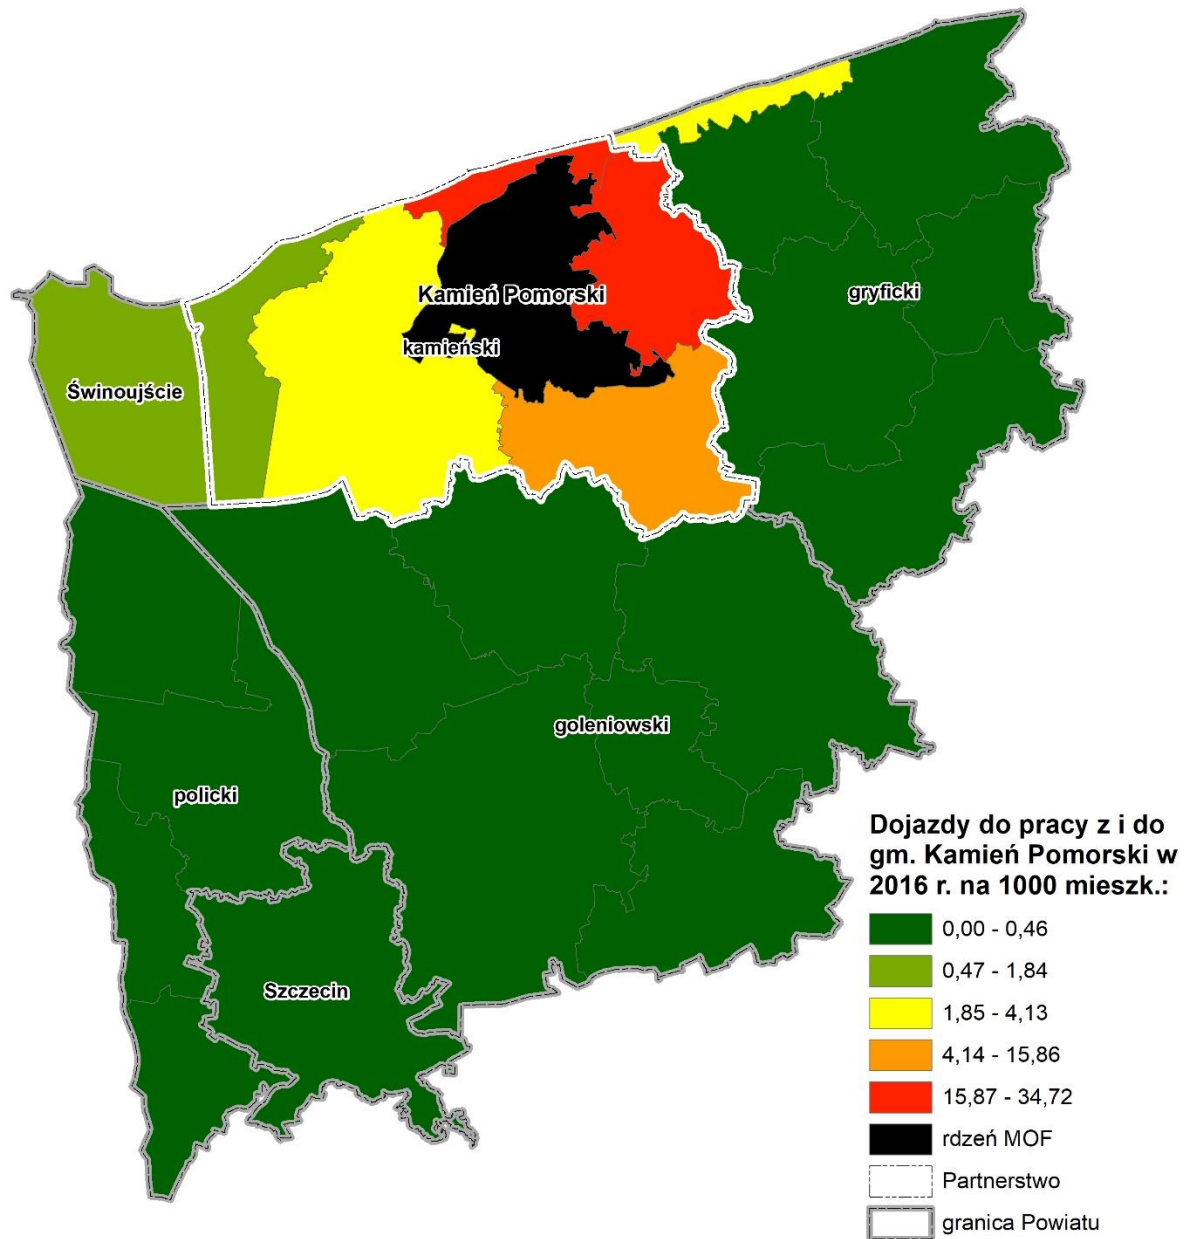 Kamień Pomorski
gryficki
kamieński
Świnoujście
goleniowski
policki
Szczecin
Dojazdy do pracy z i do
gm. Kamień Pomorski w
2016 r. na 1000 mieszk.:
0,00 - 0,46
0,47 - 1,84
1,85 - 4,13
4,14 - 15,86
15,87 - 34,72
rdzeń MOF
Partnerstwo
granica Powiatu